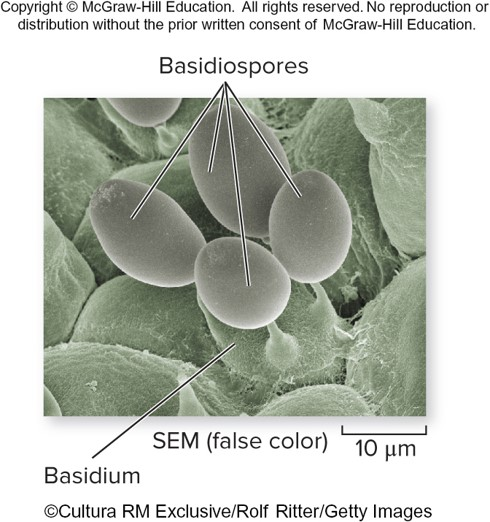 Copyright © McGraw-Hill Education. All rights reserved. No reproduction or
distribution without the prior written consent of McGraw-Hill Education.
Basidiospores
SEM (false color)
10 µm
Basidium
©Cultura RM Exclusive/Rolf Ritter/Getty Images